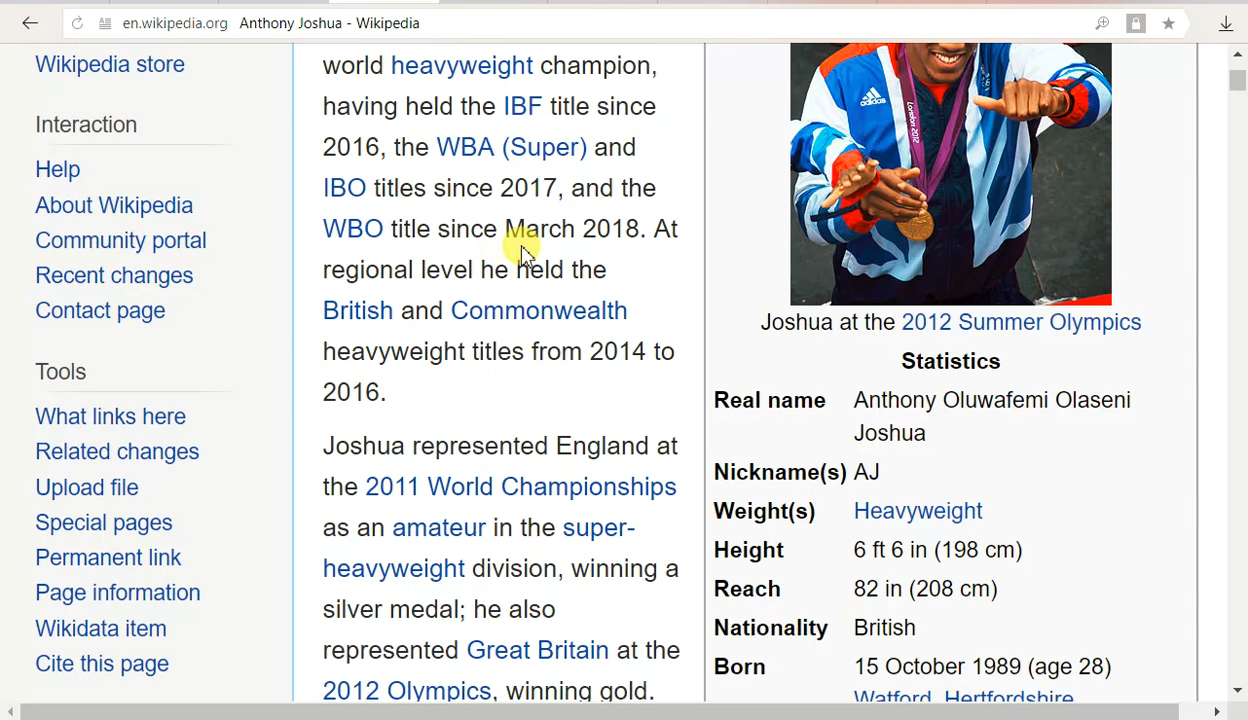 en.wikipedia.org Anthony Joshua - Wikipedia
Wikipedia store
Interaction
Help
About Wikipedia
Community portal
Recent changes
Contact page
Tools
What links here
Related changes
Upload file
Special pages
Permanent link
Page information
Wikidata item
Cite this page
world heavyweight champion,
having held the IBF title since
2016, the WBA (Super) and
IBO titles since 2017, and the
WBO title since March 2018. At
regional level he held the
British and Commonwealth
heavyweight titles from 2014 to
2016.
Joshua represented England at
the 2011 World Championships
as an amateur in the super-
heavyweight division, winning a
silver medal; he also
represented Great Britain at the
2012 Olympics, winning gold.
adidas
London 2012
Joshua at the 2012 Summer Olympics
Statistics
Real name Anthony Oluwafemi Olaseni
Joshua
Nickname(s) AJ
Weight(s) Heavyweight
Height 6 ft 6 in (198 cm)
Reach 82 in (208 cm)
Nationality British
Born 15 October 1989 (age 28)
Watford, Hertfordshire